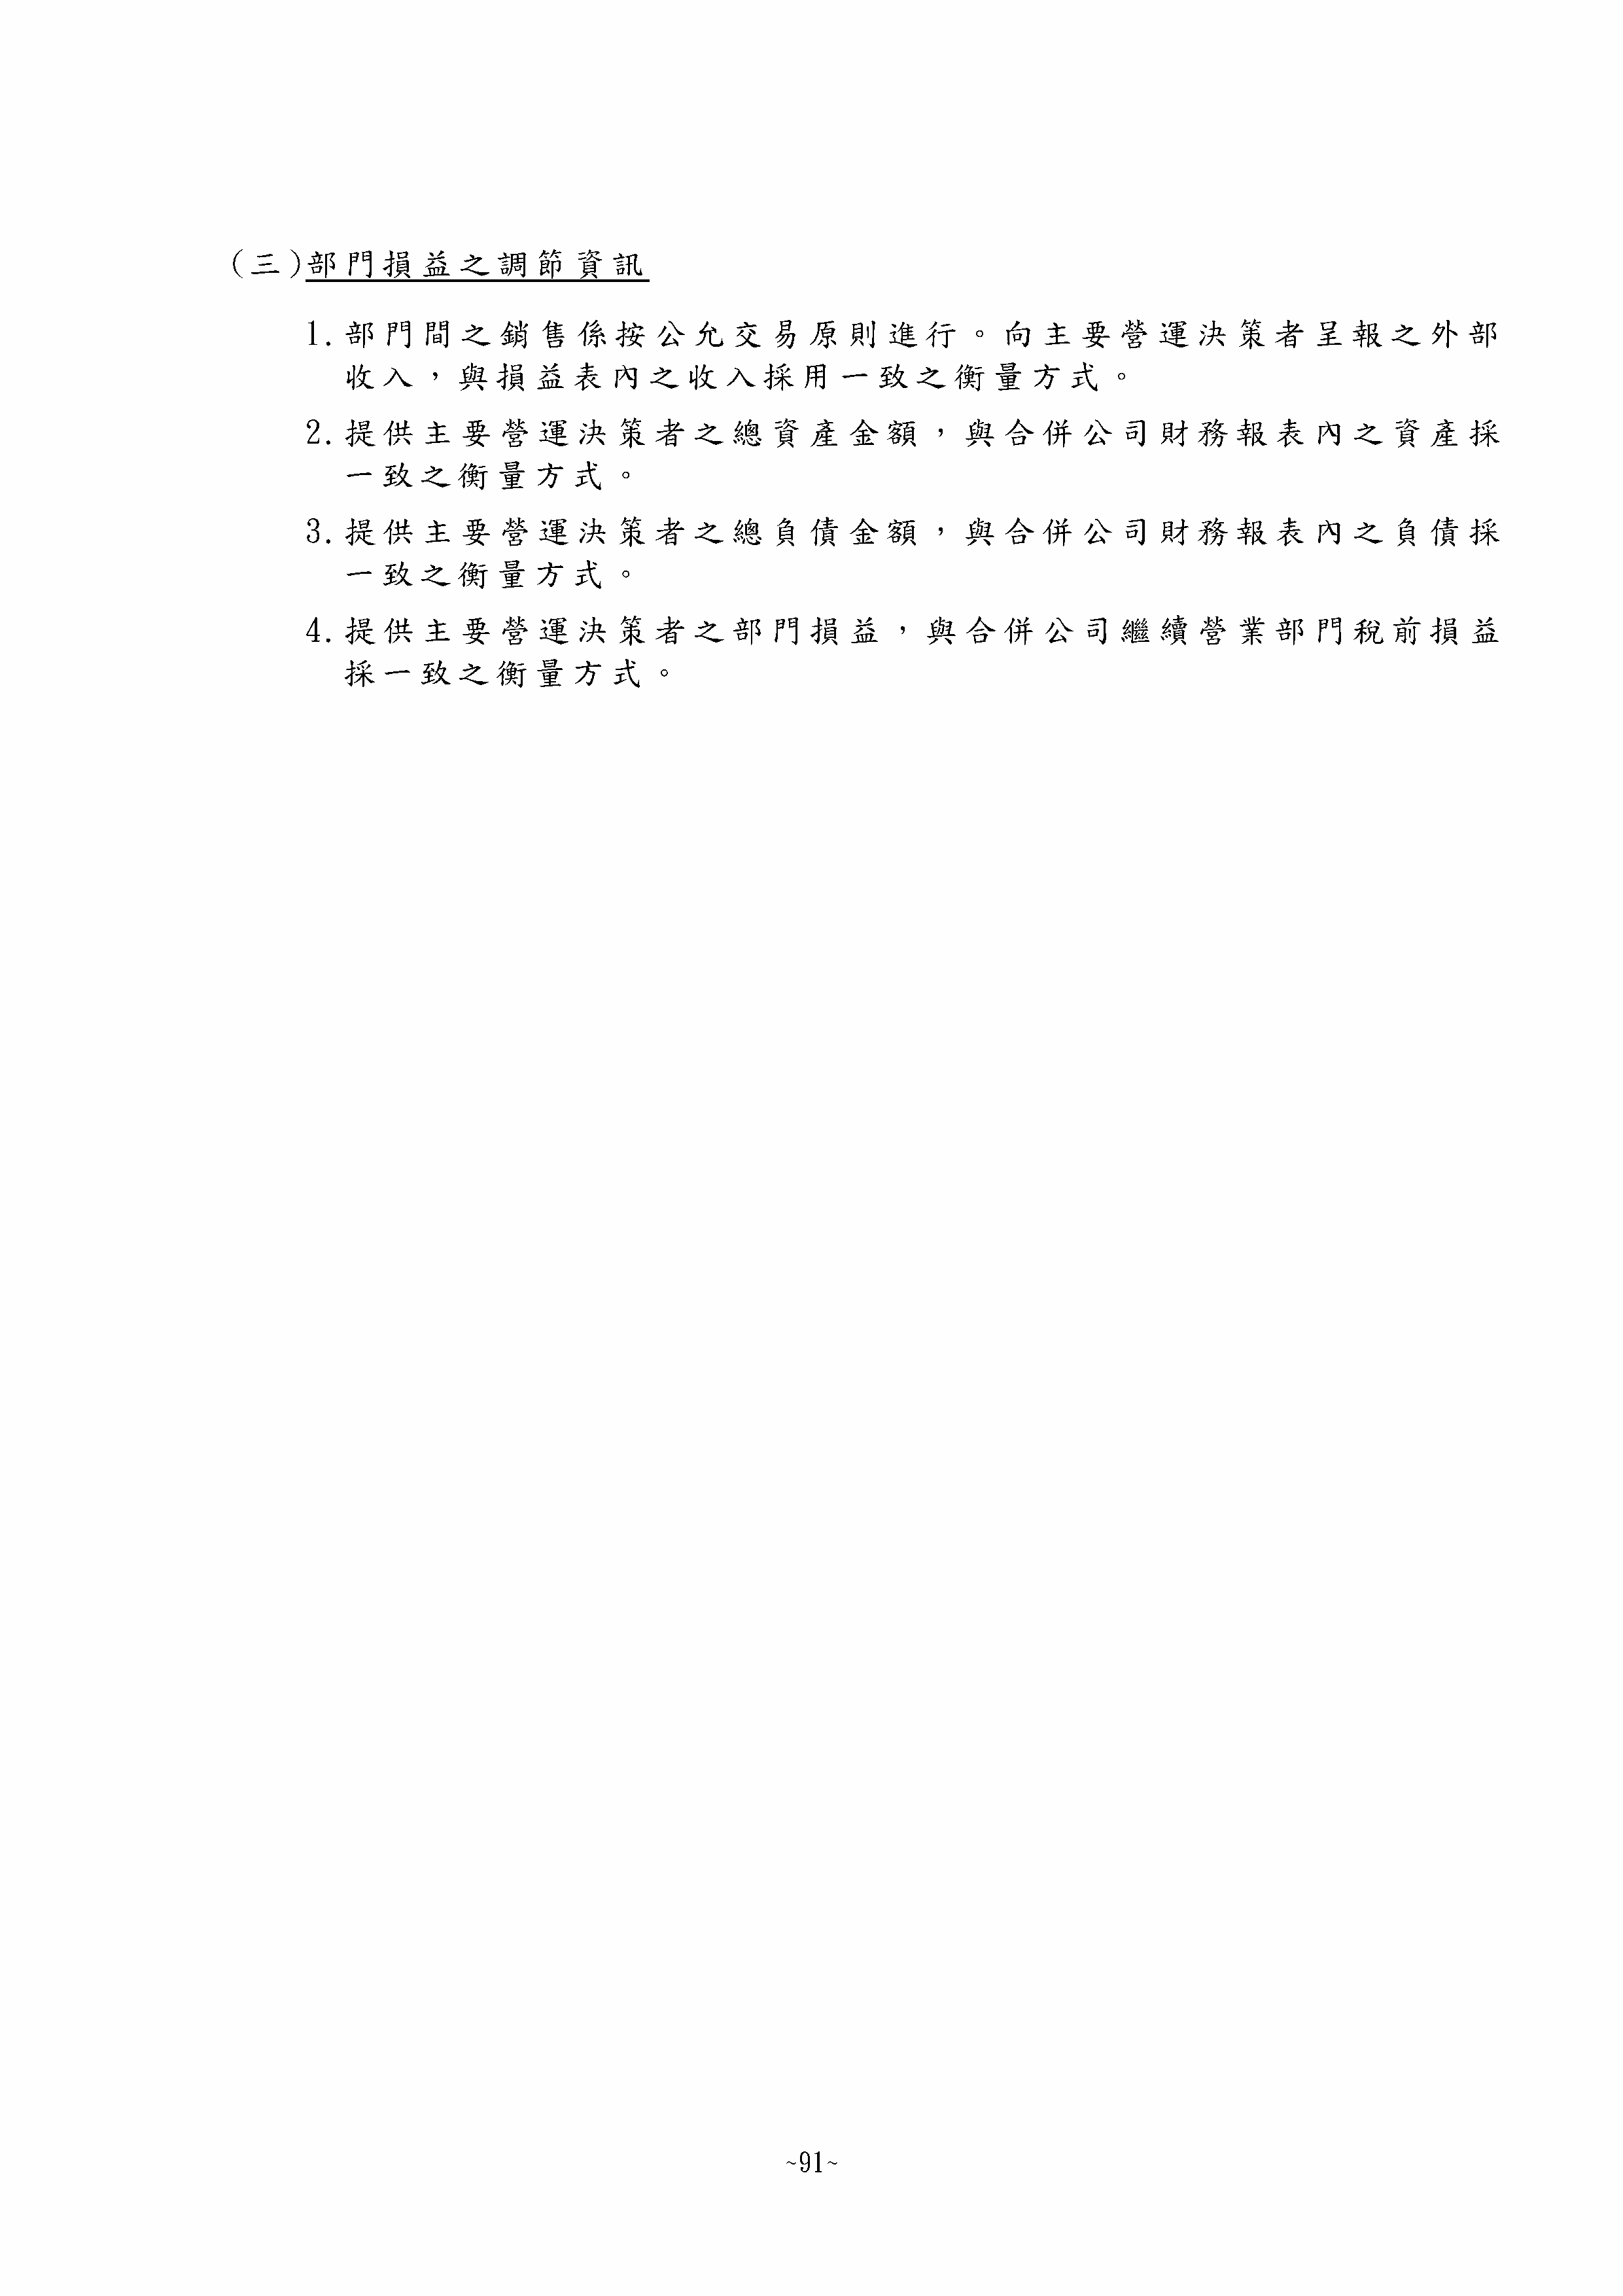 (三)部門損益之調節資訊
1.部門間之銷售係按公允交易原則進行。向主要營運決策者呈報之外部
收入，與損益表內之收入採用一致之衡量方式。
2.提供主要營運決策者之總資產金額，與合併公司財務報表內之資產採
一致之衡量方式。
3.提供主要營運決策者之總負債金額，與合併公司財務報表內之負債採
一致之衡量方式。
4.提供主要營運決策者之部門損益，與合併公司繼續營業部門稅前損益
採一致之衡量方式。
~91~